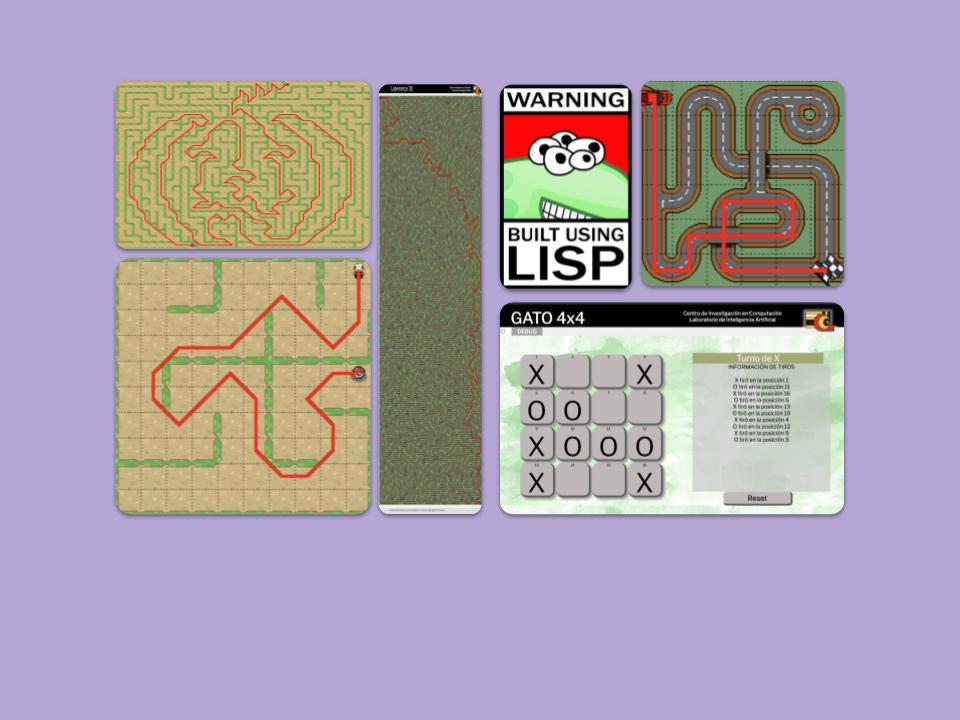 Laberinto 3D
WARNING
BUILT USING
LISP
GATO 4x4
Centro de Investigación en Computación
Laboratorio de Inteligencia Artificial
DEBUG
Turno de X
INFORMACIÓN DE TIROS
X tiró en la posición 1
O tiró en la posición 11
X tiró en la posición 16
O tiró en la posición 6
X tiró en la posición 13
O tiró en la posición 10
X tiró en la posición 4
O tiró en la posición 12
X tiró en la posición 9
O tiró en la posición 5
X X
O O
X O O O
X X
Reset